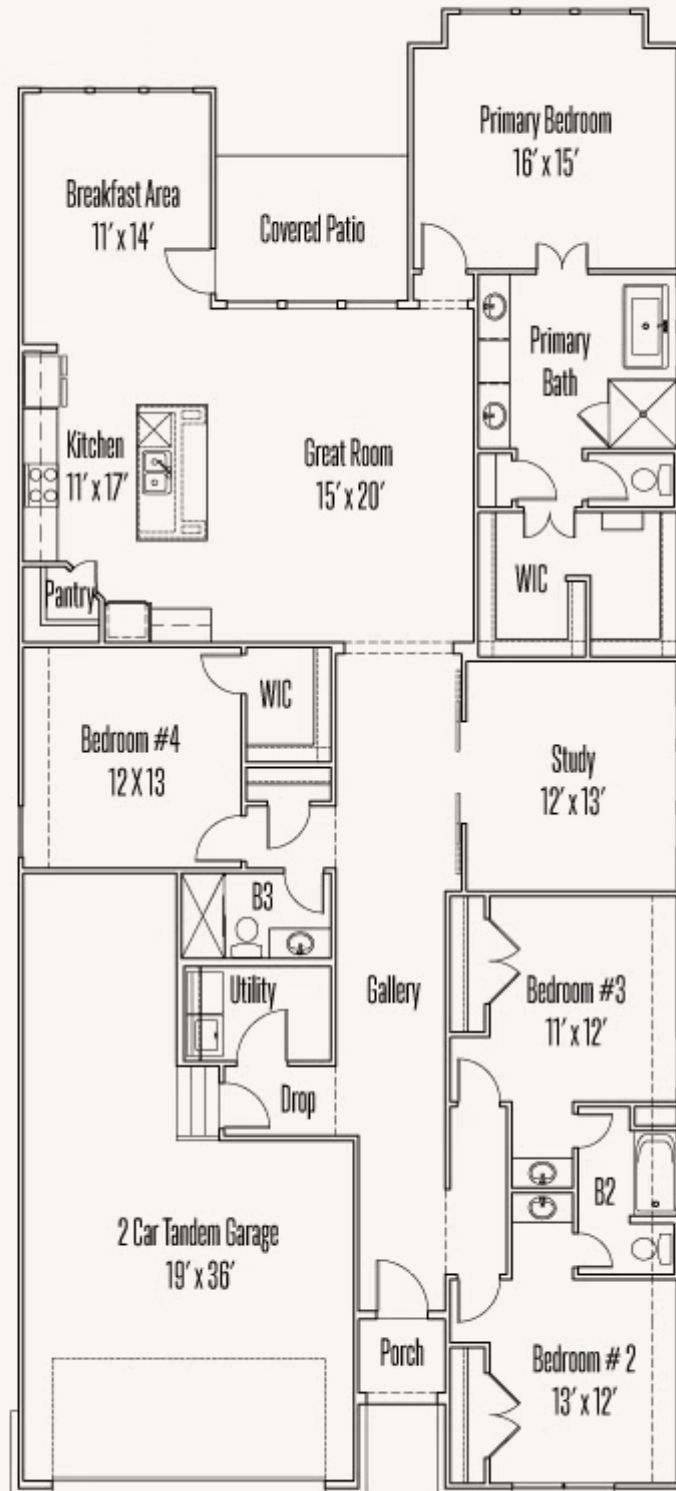 Primary Bedroom
16′ x 15′
Breakfast Area
11′ x 14′
Covered Patio
Primary
Bath
Kitchen
11′ x 17′
Great Room
15′ x 20′
Pantry
WIC
WIC
Bedroom #4
12 X 13
Study
12′ x 13′
B3
Utility
Gallery
Bedroom #3
11′ x 12′
Drop
B2
2 Car Tandem Garage
19′ x 36′
Porch
Bedroom # 2
13′ x 12′